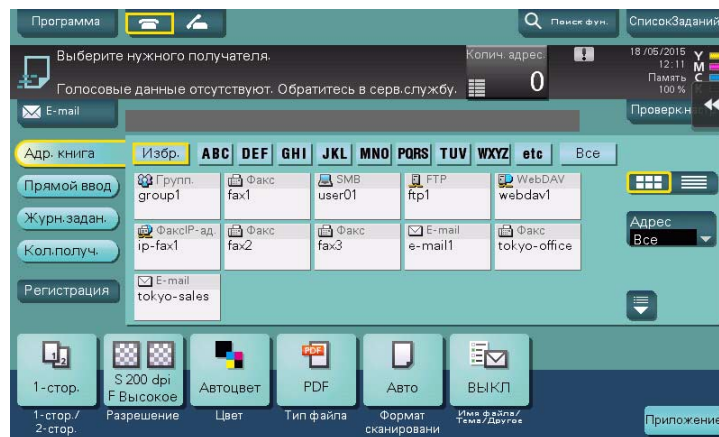 Программа
Поиск фун.
СписокЗаданий
Выберите нужного получателя.
Голосовые данные отсутствуют. Обратитесь в серв.службу.
Колич. адрес.
0
18/05/2015
12:11
Память
100 %
Y
M
C
K
E-mail
Проверк.н
Адр. книга
Избр.
ABC
DEF
GHI
JKL
MNO
PQRS
TUV
WXYZ
etc
Все
Прямой ввод
Журн.задан.
Кол.получ.
Регистрация
Групп.
group1
Факс
fax1
SMB
user01
FTP
ftp1
WebDAV
webdav1
ФаксIP-ад.
ip-fax1
Факс
fax2
Факс
fax3
E-mail
e-mail1
Факс
tokyo-office
E-mail
tokyo-sales
Адрес
Все
1-стор.
S 200 dpi
F Высокое
Автоцвет
PDF
PDF
Авто
ВЫКЛ
1-стор./
2-стор.
Разрешение
Цвет
Тип файла
Формат
сканировани
Имя файла/
Тема/Другое
Приложение